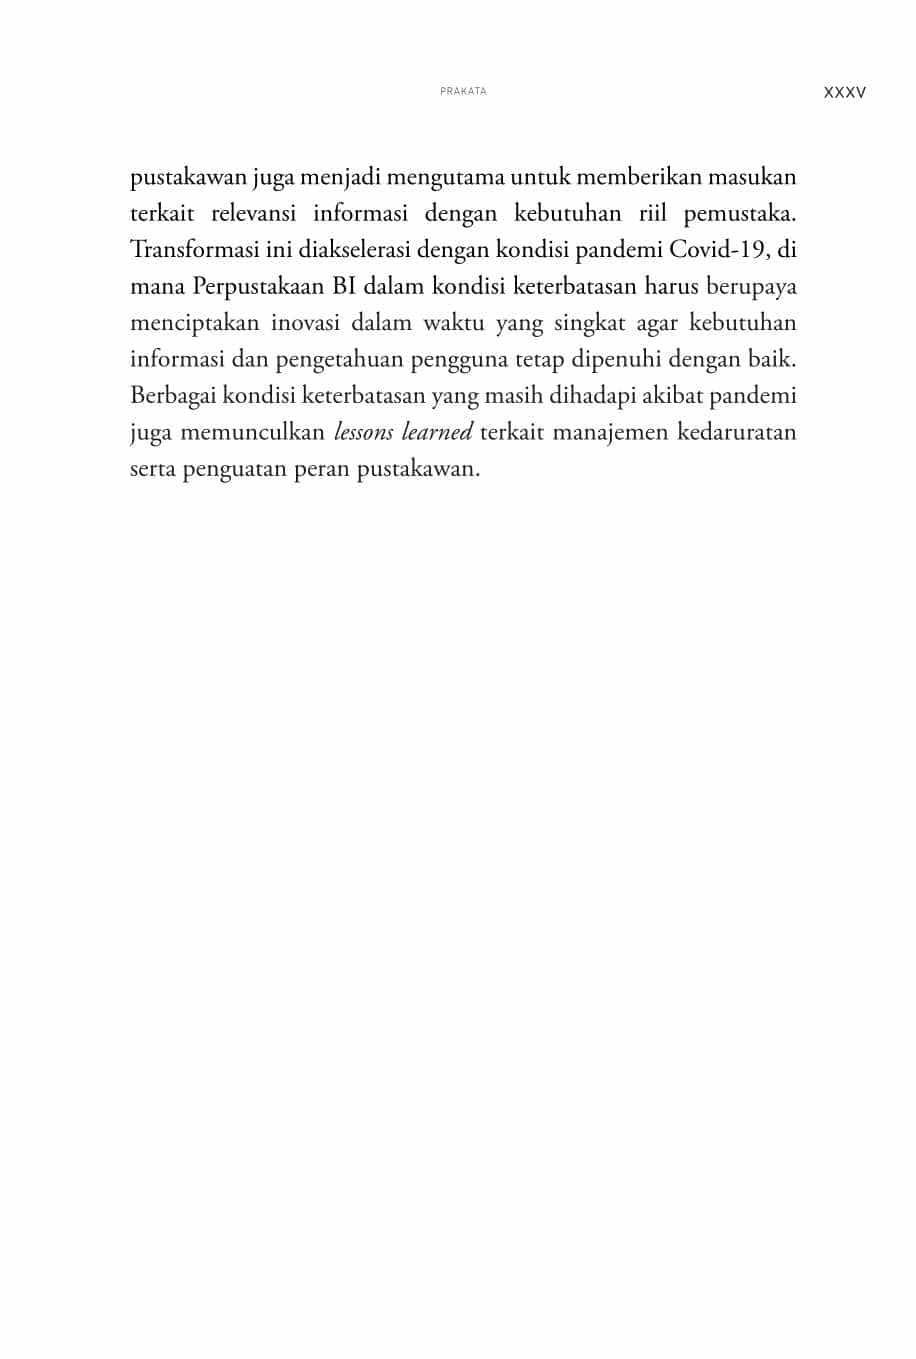 PRAKATA
XXXV
pustakawan juga menjadi mengutama untuk memberikan masukan
terkait relevansi informasi dengan kebutuhan riil pemustaka.
Transformasi ini diakselerasi dengan kondisi pandemi Covid-19, di
mana Perpustakaan BI dalam kondisi keterbatasan harus berupaya
menciptakan inovasi dalam waktu yang singkat agar kebutuhan
informasi dan pengetahuan pengguna tetap dipenuhi dengan baik.
Berbagai kondisi keterbatasan yang masih dihadapi akibat pandemi
juga memunculkan lessons learned terkait manajemen kedaruratan
serta penguatan peran pustakawan.